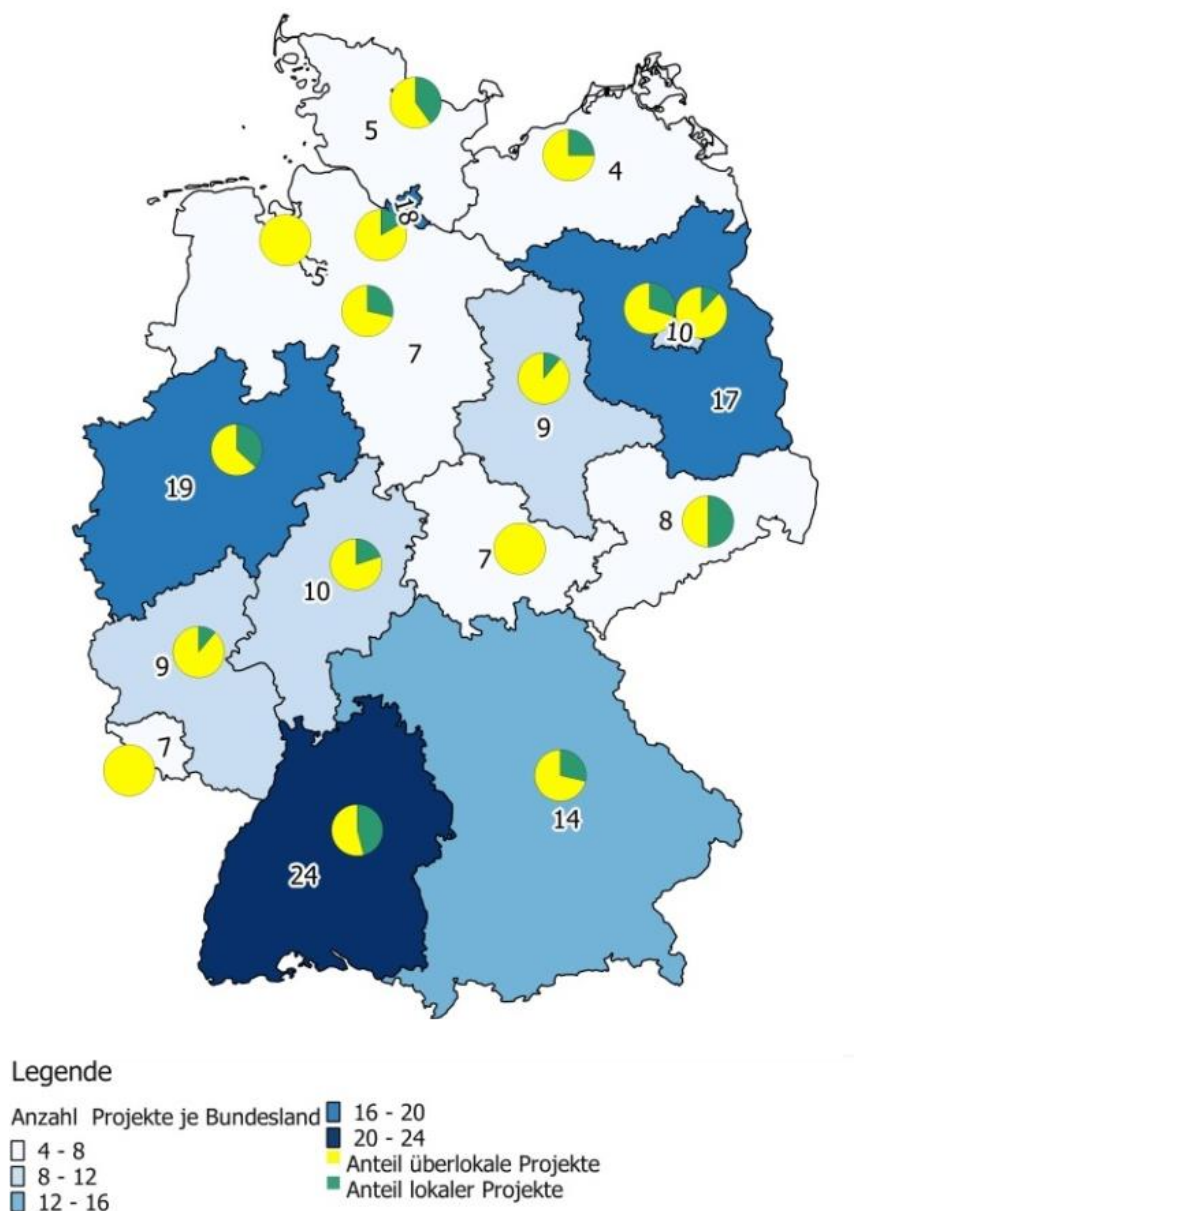 5
4
18
5
10
7
17
9
19
8
7
10
9
7
14
24
Legende
Anzahl Projekte je Bundesland
4 - 8
8 - 12
12 - 16
16 - 20
20 - 24
Anteil überlokale Projekte
Anteil lokaler Projekte